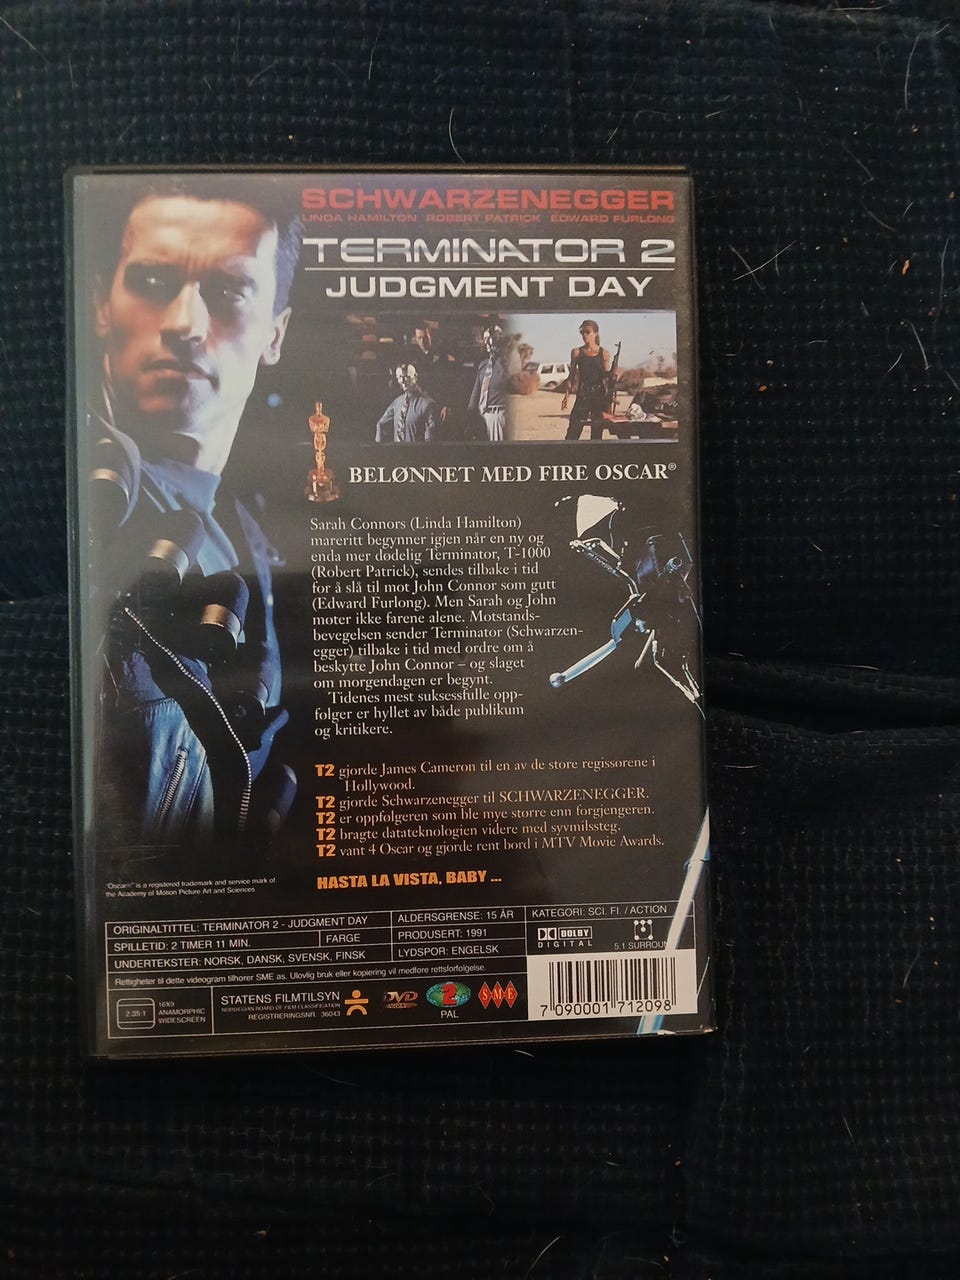 SCHWARZENEGGER
LINDA HAMILTON ROBERT PATRICK EDWARD FURLONG
TERMINATOR 2
JUDGMENT DAY
BELØNNET MED FIRE OSCAR®
Sarah Connors (Linda Hamilton)
mareritt begynner igjen når en ny og
enda mer dødelig Terminator, T-1000
(Robert Patrick), sendes tilbake i tid
for å slå til mot John Connor som gutt
(Edward Furlong). Men Sarah og John
møter ikke farene alene. Motstands-
bevegelsen sender Terminator (Schwarzen-
egger) tilbake i tid med ordre om å
beskytte John Connor – og slaget
om morgendagen er begynt.
Tidenes mest suksessfulle opp-
følger er hyllet av både publikum
og kritikere.
T2 gjorde James Cameron til en av de store regissørene i
Hollywood.
T2 gjorde Schwarzenegger til SCHWARZENEGGER.
T2 er oppfølgeren som ble mye større enn forgjengeren.
T2 bragte datateknologien videre med syvmilssteg.
T2 vant 4 Oscar og gjorde rent bord i MTV Movie Awards.
HASTA LA VISTA, BABY ...
"Oscar®" is a registered trademark and service mark of
the Academy of Motion Picture Art and Sciences
ORIGINALTITTEL: TERMINATOR 2 - JUDGMENT DAY
ALDERSGRENSE: 15 ÅR
KATEGORI: SCI. FI. / ACTION
SPILLETID: 2 TIMER 11 MIN.
FARGE
PRODUSERT: 1991
DOLBY
DIGITAL
5.1 SURROUN
UNDERTEKSTER: NORSK, DANSK, SVENSK, FINSK
LYDSPOR: ENGELSK
Rettigheter til dette videogram tilhører SME as. Ulovlig bruk eller kopiering vil medføre rettsforfølgelse.
2.35:1
16X9
ANAMORPHIC
WIDESCREEN
STATENS FILMTILSYN
NORWEGIAN BOARD OF FILM CLASSIFICATION
REGISTRERINGSNR. 36043
DVD
VIDEO
2
PAL
SME
7 090001 712098